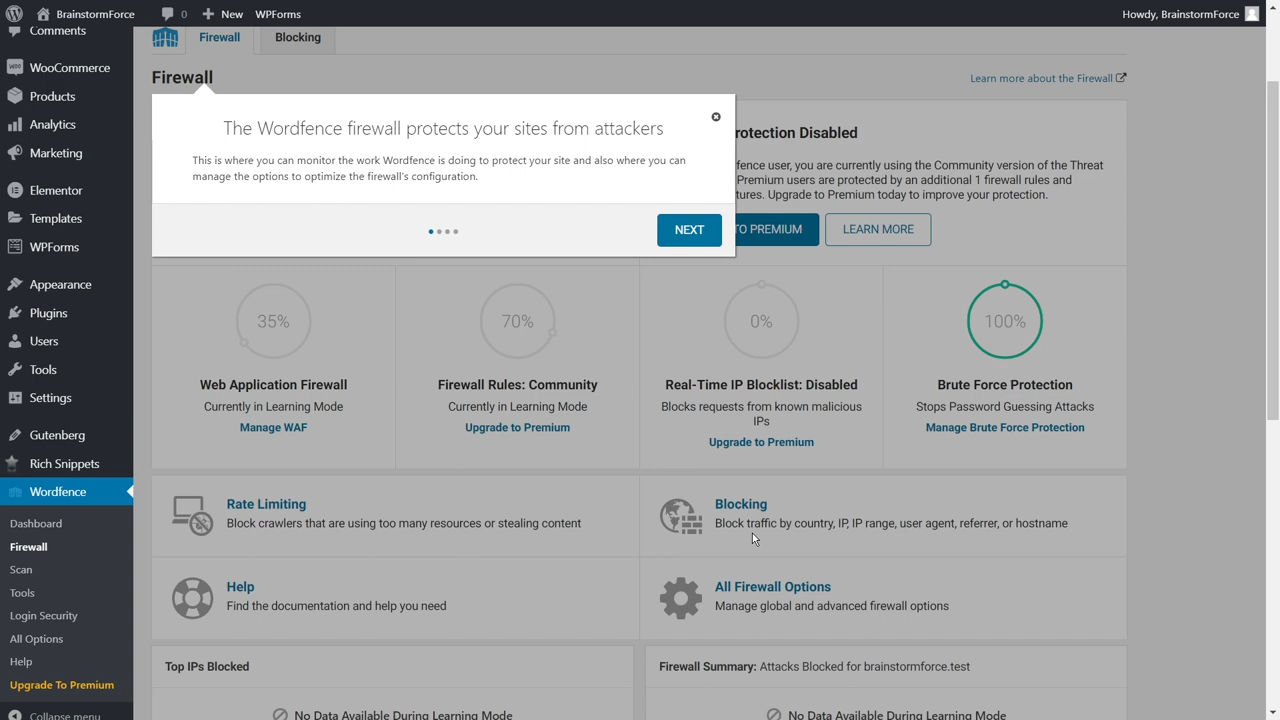 BrainstormForce
0
New
WPForms
Howdy, BrainstormForce
Comments
WooCommerce
Products
Analytics
Marketing
Elementor
Templates
WPForms
Appearance
Plugins
Users
Tools
Settings
Gutenberg
Rich Snippets
Wordfence
Dashboard
Firewall
Scan
Tools
Login Security
All Options
Help
Upgrade To Premium
Collapse menu
Firewall
Blocking
Firewall
Learn more about the Firewall
The Wordfence firewall protects your sites from attackers
This is where you can monitor the work Wordfence is doing to protect your site and also where you can
manage the options to optimize the firewall's configuration.
NEXT
rotection Disabled
fence user, you are currently using the Community version of the Threat
Premium users are protected by an additional 1 firewall rules and
tures. Upgrade to Premium today to improve your protection.
TO PREMIUM
LEARN MORE
35%
Web Application Firewall
Currently in Learning Mode
Manage WAF
70%
Firewall Rules: Community
Currently in Learning Mode
Upgrade to Premium
0%
Real-Time IP Blocklist: Disabled
Blocks requests from known malicious
IPs
Upgrade to Premium
100%
Brute Force Protection
Stops Password Guessing Attacks
Manage Brute Force Protection
Rate Limiting
Block crawlers that are using too many resources or stealing content
Blocking
Block traffic by country, IP, IP range, user agent, referrer, or hostname
Help
Find the documentation and help you need
All Firewall Options
Manage global and advanced firewall options
Top IPs Blocked
No Data Available During Learning Mode
Firewall Summary: Attacks Blocked for brainstormforce.test
No Data Available During Learning Mode